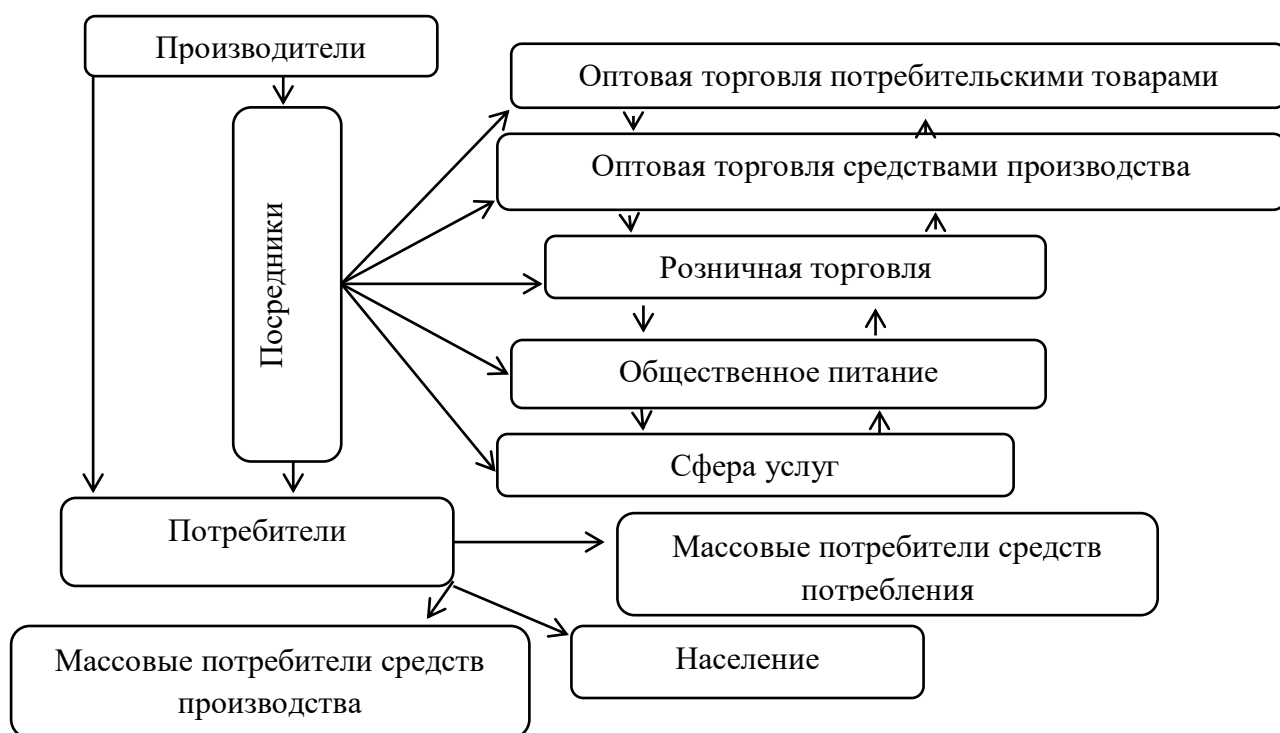 Производители
Оптовая торговля потребительскими товарами
Оптовая торговля средствами производства
Посредники
Розничная торговля
Общественное питание
Сфера услуг
Потребители
Массовые потребители средств
потребления
Массовые потребители средств
производства
Население